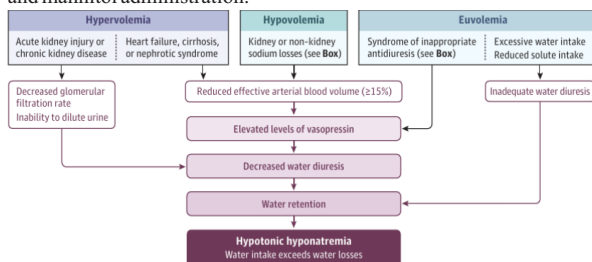 and mannitol administration.
Hypervolemia
Hypovolemia
Euvolemia
Acute kidney injury or
chronic kidney disease
Heart failure, cirrhosis,
or nephrotic syndrome
Kidney or non-kidney
sodium losses (see Box)
Syndrome of inappropriate
antidiuresis (see Box)
Excessive water intake
Reduced solute intake
Decreased glomerular
filtration rate
Inability to dilute urine
Reduced effective arterial blood volume (≥15%)
Inadequate water diuresis
Elevated levels of vasopressin
Decreased water diuresis
Water retention
Hypotonic hyponatremia
Water intake exceeds water losses